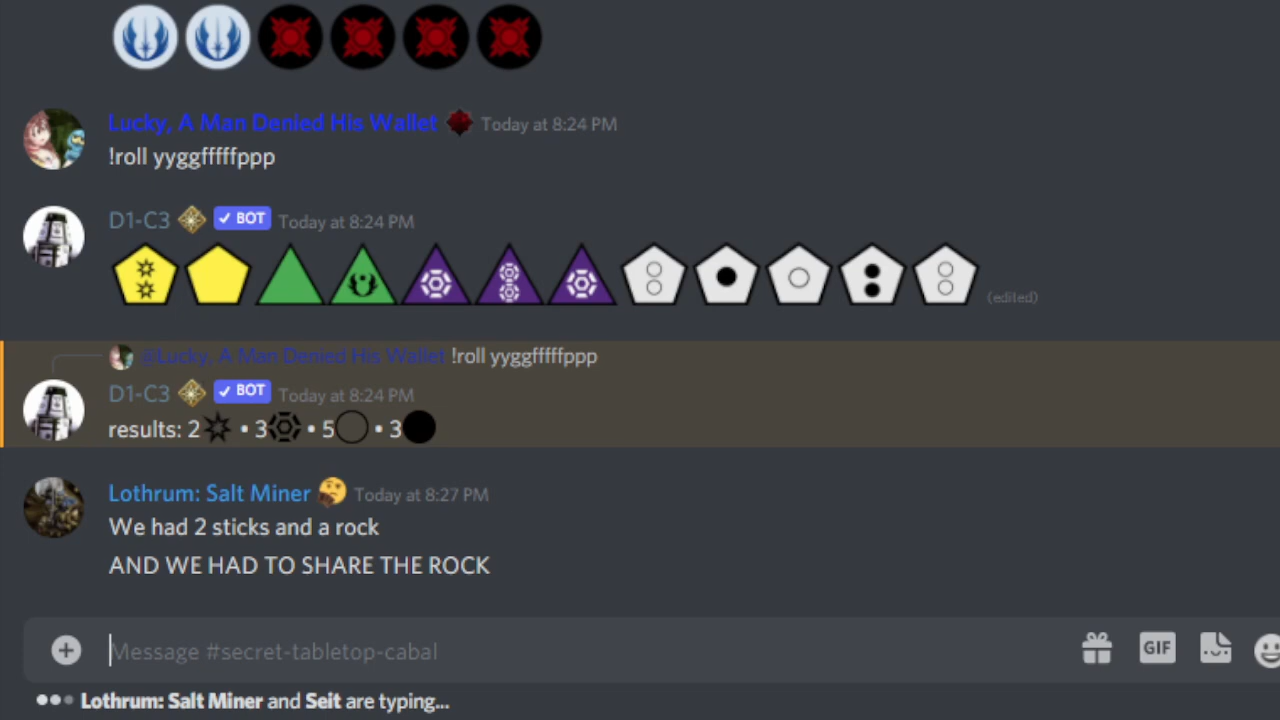 Lucky, A Man Denied His Wallet Today at 8:24 PM
!roll yyggfffffppp
D1-C3 ✓ BOT Today at 8:24 PM
(edited)
@Lucky, A Man Denied His Wallet !roll yyggfffffppp
D1-C3 ✓ BOT Today at 8:24 PM
results: 2 • 3 • 5 • 3
Lothrum: Salt Miner 🤔 Today at 8:27 PM
We had 2 sticks and a rock
AND WE HAD TO SHARE THE ROCK
Message #secret-tabletop-cabal
GIF
Lothrum: Salt Miner and Seit are typing...